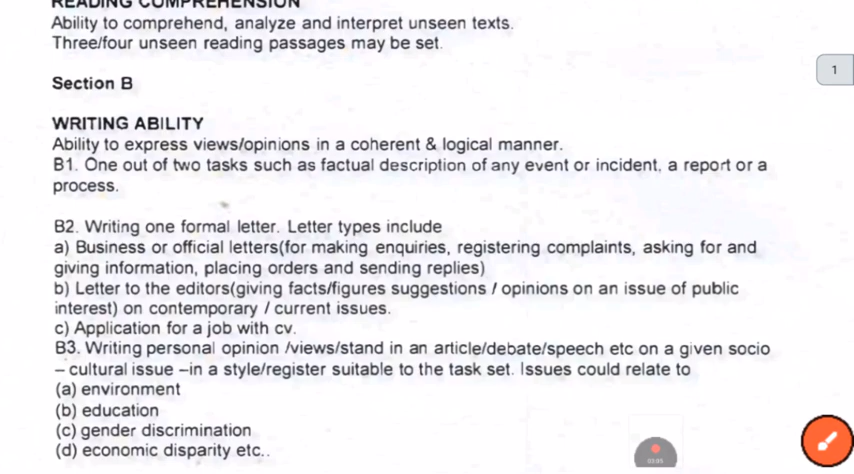 READING COMPREHENSION
Ability to comprehend, analyze and interpret unseen texts.
Three/four unseen reading passages may be set.
Section B
1
WRITING ABILITY
Ability to express views/opinions in a coherent & logical manner.
B1. One out of two tasks such as factual description of any event or incident, a report or a
process.
B2. Writing one formal letter. Letter types include
a) Business or official letters(for making enquiries, registering complaints, asking for and
giving information, placing orders and sending replies)
b) Letter to the editors(giving facts/figures suggestions / opinions on an issue of public
interest) on contemporary / current issues.
c) Application for a job with cv.
B3. Writing personal opinion /views/stand in an article/debate/speech etc on a given socio
– cultural issue –in a style/register suitable to the task set. Issues could relate to
(a) environment
(b) education
(c) gender discrimination
(d) economic disparity etc..